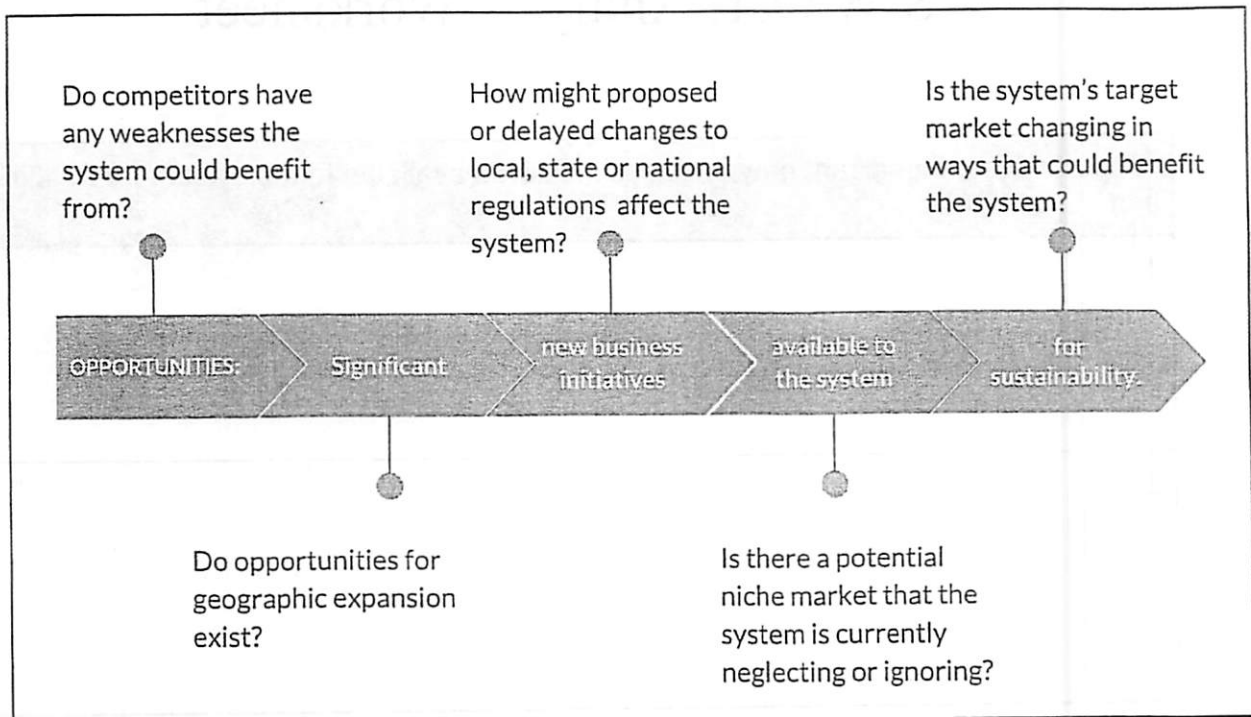 Do competitors have
any weaknesses the
system could benefit
from?
How might proposed
or delayed changes to
local, state or national
regulations affect the
system?
Is the system's target
market changing in
ways that could benefit
the system?
OPPORTUNITIES:
Significant
new business
initiatives
available to
the system
for
sustainability.
Do opportunities for
geographic expansion
exist?
Is there a potential
niche market that the
system is currently
neglecting or ignoring?